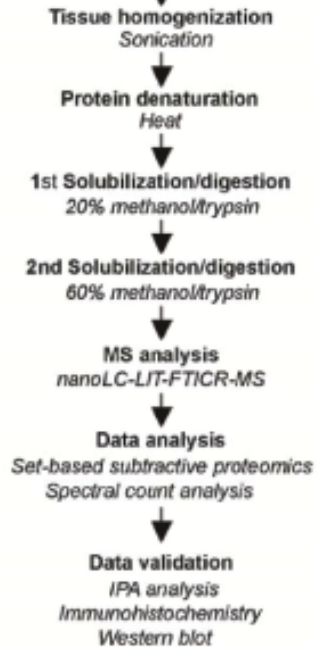 Tissue homogenization
Sonication
Protein denaturation
Heat
1st Solubilization/digestion
20% methanol/trypsin
2nd Solubilization/digestion
60% methanol/trypsin
MS analysis
nanoLC-LIT-FTICR-MS
Data analysis
Set-based subtractive proteomics
Spectral count analysis
Data validation
IPA analysis
Immunohistochemistry
Western blot